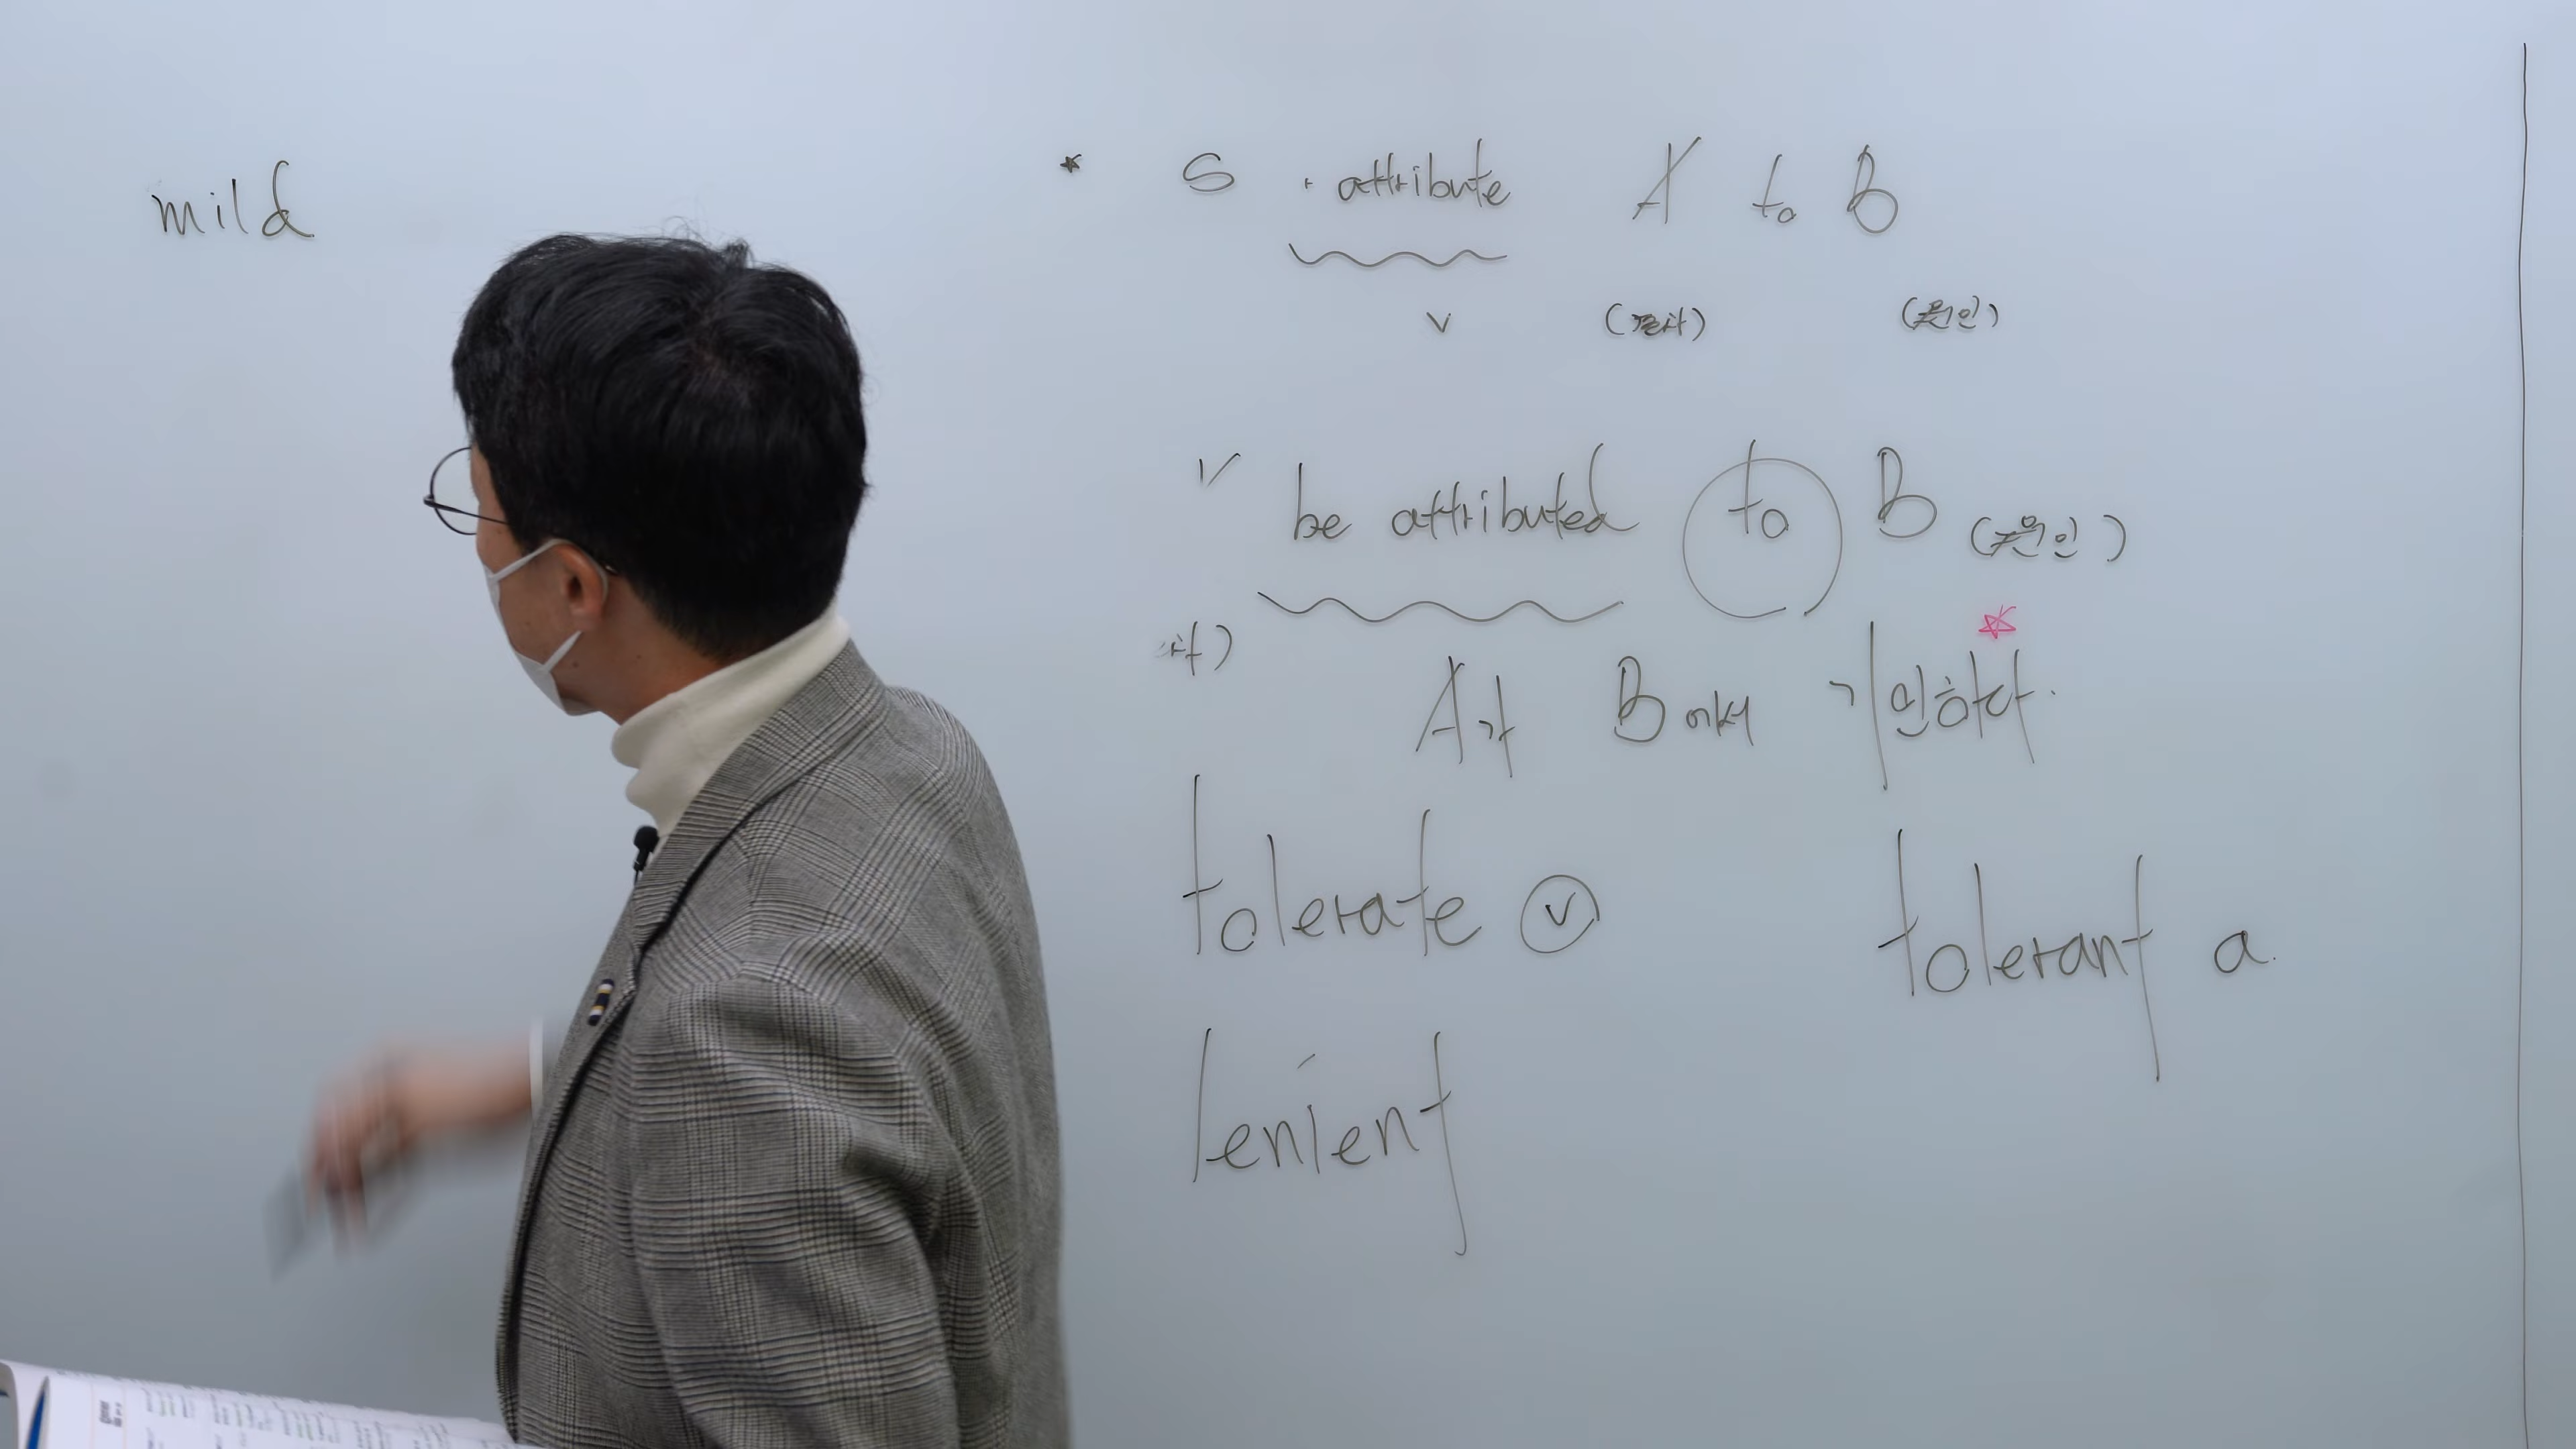 mild
* S attribute A to B
v (결과) (원인)
v be attributed to B (원인)
과)
A가 B에서 기인하다.
tolerate v tolerant a.
lenient